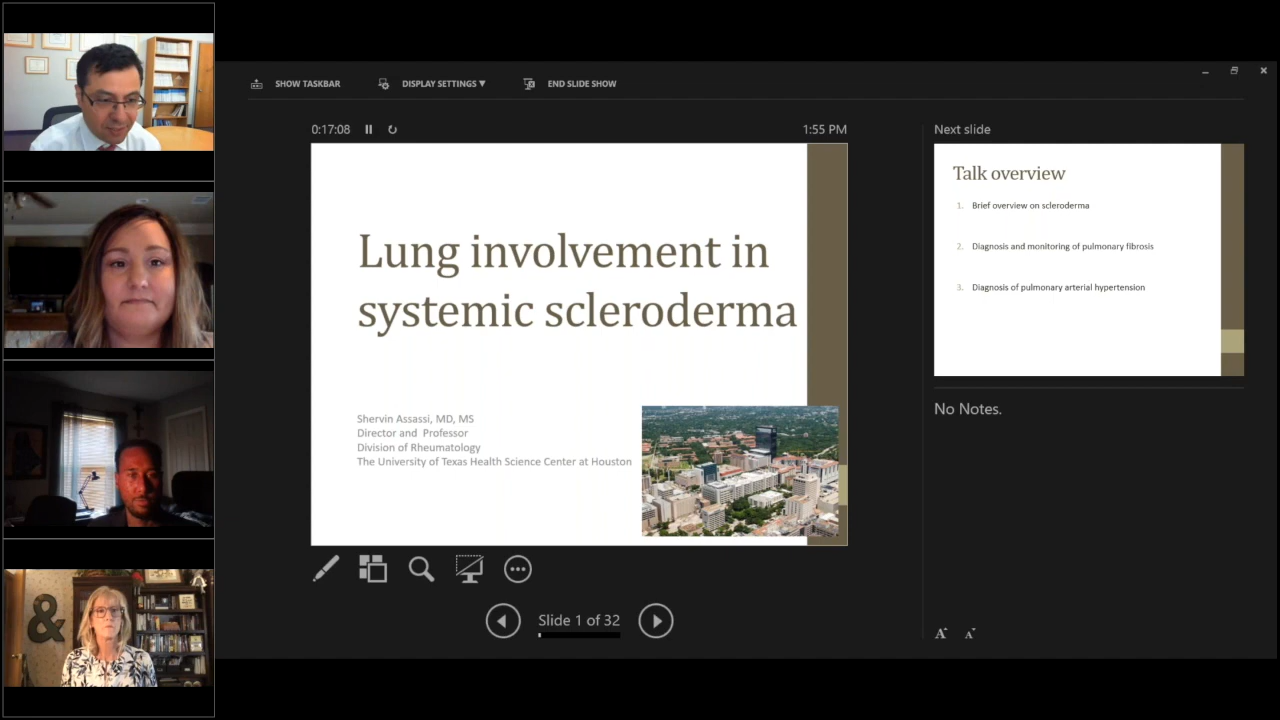 SHOW TASKBAR
DISPLAY SETTINGS ▼
END SLIDE SHOW
0:17:08
1:55 PM
Lung involvement in
systemic scleroderma
Shervin Assassi, MD, MS
Director and Professor
Division of Rheumatology
The University of Texas Health Science Center at Houston
Slide 1 of 32
Next slide
Talk overview
1. Brief overview on scleroderma
2. Diagnosis and monitoring of pulmonary fibrosis
3. Diagnosis of pulmonary arterial hypertension
No Notes.
A A
&